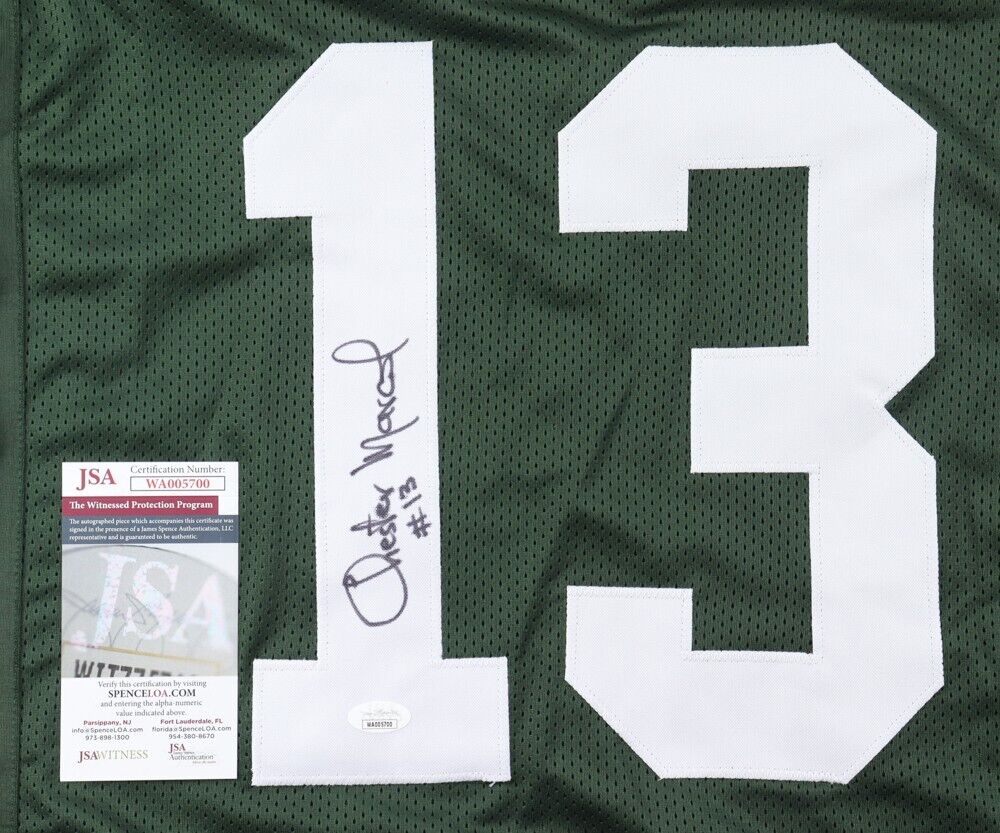 13
Chester Marcol
#13
JSA
Certification Number:
WA005700
The Witnessed Protection Program
The autographed piece which accompanies this certificate was
signed in the presence of a James Spence Authentication, LLC
representative and is guaranteed to be authentic.
JSA
Verify this certification by visiting
SPENCELOA.COM
and entering the alpha-numeric
value indicated above.
Parsippany, NJ
info@SpenceLOA.com
973-898-1300
Fort Lauderdale, FL
florida@SpenceLOA.com
954-380-8670
JSAWITNESS
JSA
Authentication
WA005700